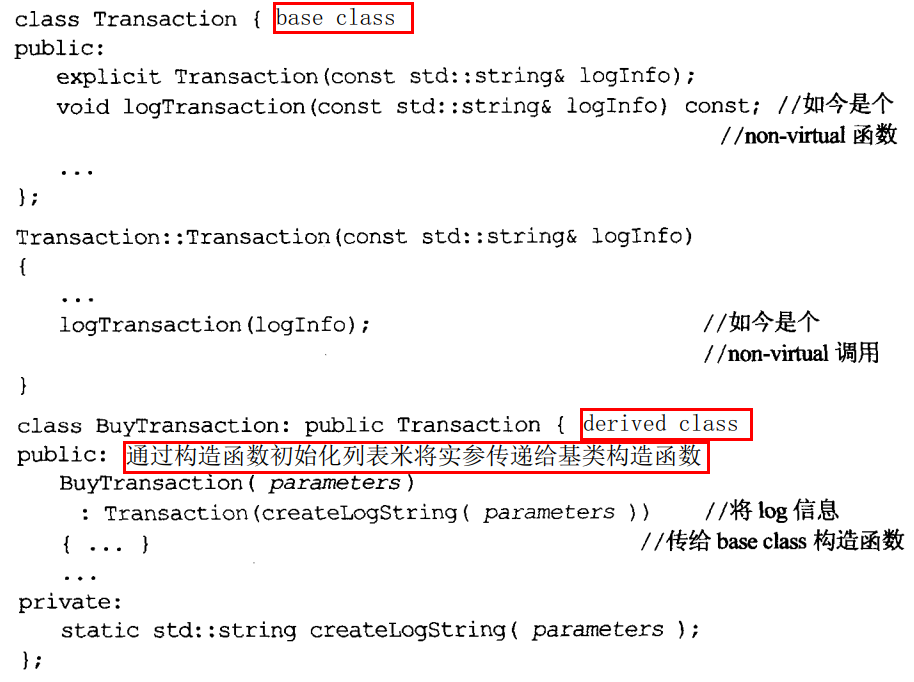 class Transaction { base class
public:
explicit Transaction(const std::string& logInfo);
void logTransaction(const std::string& logInfo) const; //如今是个
//non-virtual 函数
...
};
Transaction::Transaction(const std::string& logInfo)
{
...
logTransaction(logInfo); //如今是个
//non-virtual 调用
}
class BuyTransaction: public Transaction { derived class
public: 通过构造函数初始化列表米将实参传递给基类构造函数
BuyTransaction( parameters )
: Transaction(createLogString( parameters )) //将 log 信息
{ ... } //传给 base class 构造函数
...
private:
static std::string createLogString( parameters );
};